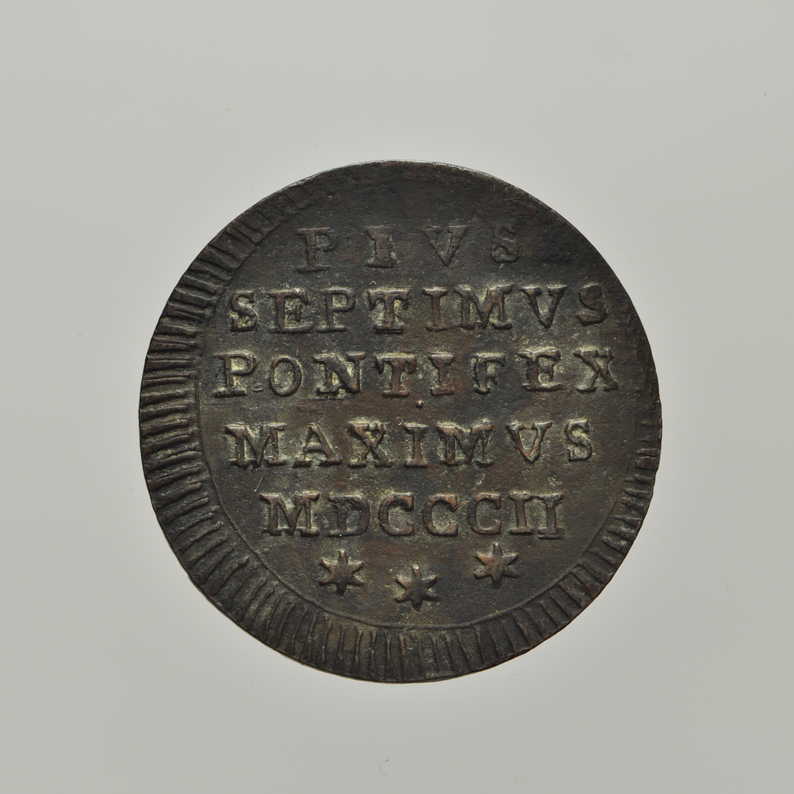 PIVS
SEPTIMVS
PONTIFEX
MAXIMVS
MDCCCII